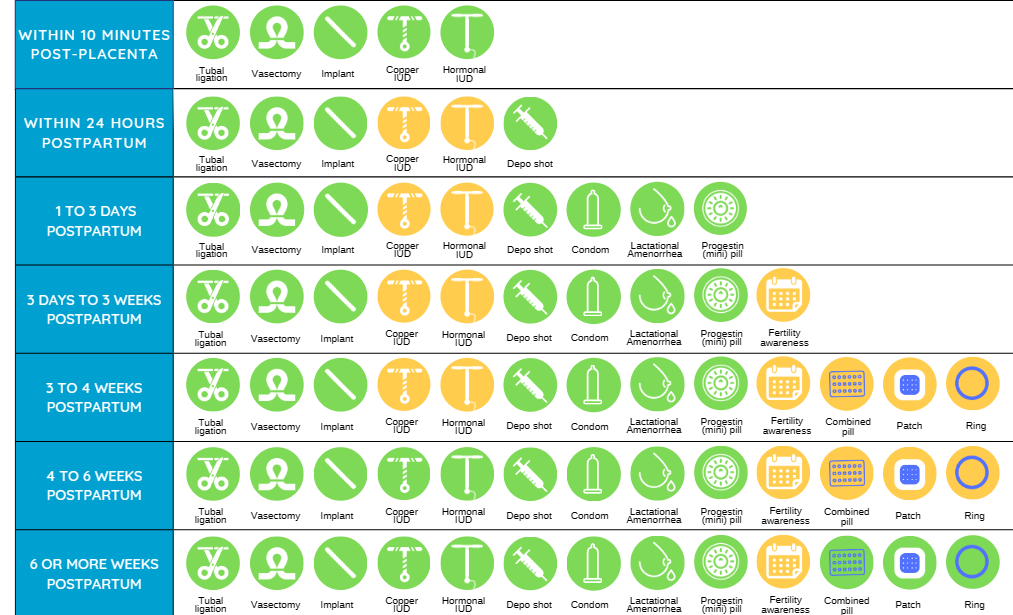 WITHIN 10 MINUTES
POST-PLACENTA
Tubal
ligation
Vasectomy
Implant
Copper
IUD
Hormonal
IUD
WITHIN 24 HOURS
POSTPARTUM
Tubal
ligation
Vasectomy
Implant
Copper
IUD
Hormonal
IUD
Depo shot
1 TO 3 DAYS
POSTPARTUM
Tubal
ligation
Vasectomy
Implant
Copper
IUD
Hormonal
IUD
Depo shot
Condom
Lactational
Amenorrhea
Progestin
(mini) pill
3 DAYS TO 3 WEEKS
POSTPARTUM
Tubal
ligation
Vasectomy
Implant
Copper
IUD
Hormonal
IUD
Depo shot
Condom
Lactational
Amenorrhea
Progestin
(mini) pill
Fertility
awareness
3 TO 4 WEEKS
POSTPARTUM
Tubal
ligation
Vasectomy
Implant
Copper
IUD
Hormonal
IUD
Depo shot
Condom
Lactational
Amenorrhea
Progestin
(mini) pill
Fertility
awareness
Combined
pill
Patch
Ring
4 TO 6 WEEKS
POSTPARTUM
Tubal
ligation
Vasectomy
Implant
Copper
IUD
Hormonal
IUD
Depo shot
Condom
Lactational
Amenorrhea
Progestin
(mini) pill
Fertility
awareness
Combined
pill
Patch
Ring
6 OR MORE WEEKS
POSTPARTUM
Tubal
ligation
Vasectomy
Implant
Copper
IUD
Hormonal
IUD
Depo shot
Condom
Lactational
Amenorrhea
Progestin
(mini) pill
Fertility
awareness
Combined
pill
Patch
Ring